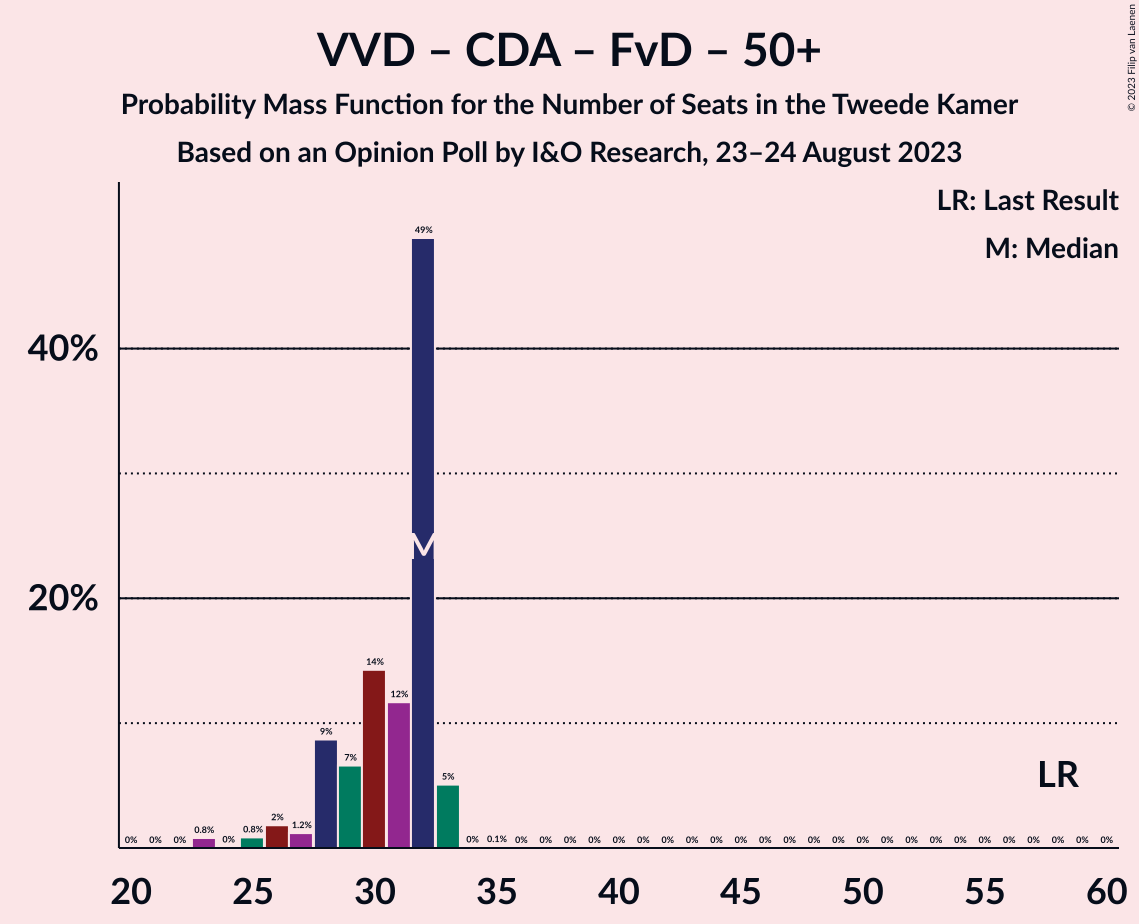 VVD – CDA – FvD – 50+
Probability Mass Function for the Number of Seats in the Tweede Kamer
Based on an Opinion Poll by I&O Research, 23–24 August 2023
© 2023 Filip van Laenen
LR: Last Result
M: Median
49%
40%
M
20%
14%
12%
9%
7%
5%
LR
0% 0% 0% 0.8% 0% 0.8% 2% 1.2% 0% 0.1% 0% 0% 0% 0% 0% 0% 0% 0% 0% 0% 0% 0% 0% 0% 0% 0% 0% 0% 0% 0% 0% 0% 0% 0% 0%
20 25 30 35 40 45 50 55 60